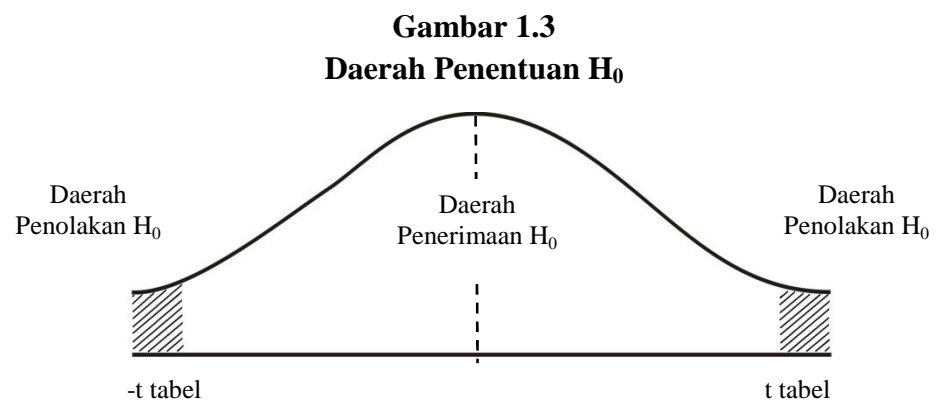 Gambar 1.3
Daerah Penentuan H₀
Daerah
Penolakan H₀
Daerah
Penerimaan H₀
Daerah
Penolakan H₀
-t tabel
t tabel